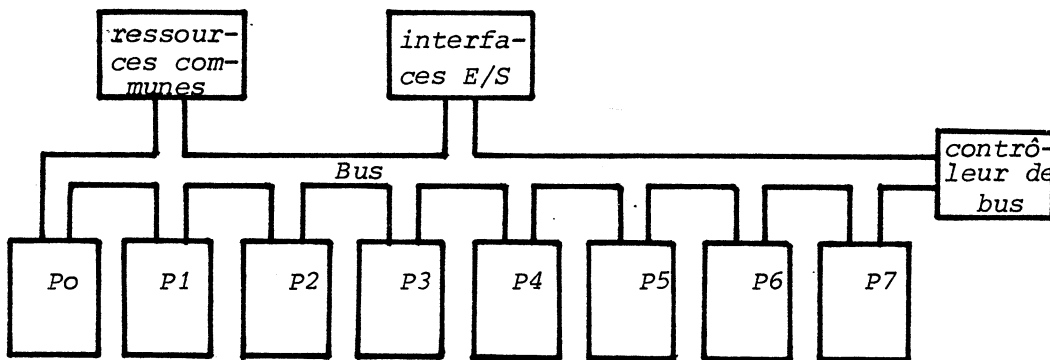 ressour-
ces com-
munes
interfa-
ces E/S
contrô-
leur de
bus
Bus
Po
P1
P2
P3
P4
P5
P6
P7